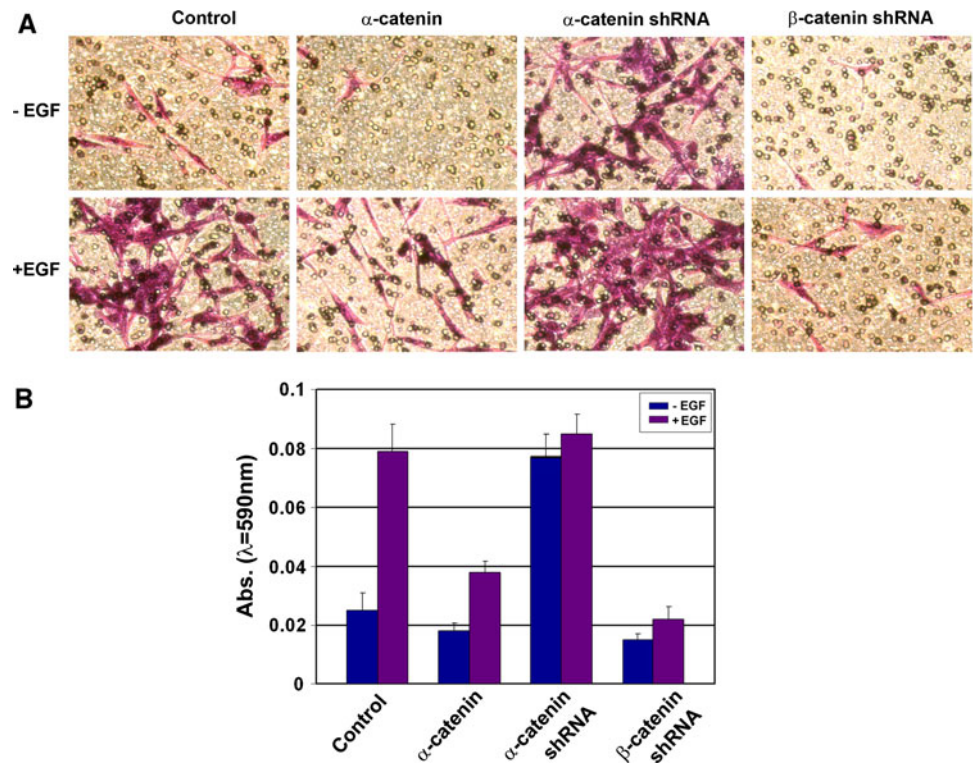 A
Control
α-catenin
α-catenin shRNA
β-catenin shRNA
- EGF
+EGF
B
0.1
0.08
0.06
0.04
0.02
0
Abs. (λ=590nm)
- EGF
+EGF
Control
α-catenin
α-catenin
shRNA
β-catenin
shRNA